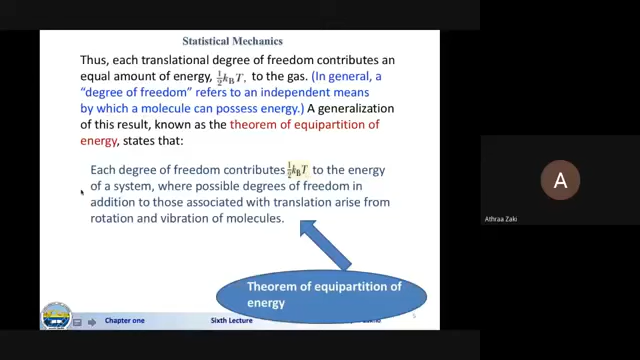 Statistical Mechanics
Thus, each translational degree of freedom contributes an
equal amount of energy, ½k_BT, to the gas. (In general, a
"degree of freedom" refers to an independent means
by which a molecule can possess energy.) A generalization
of this result, known as the theorem of equipartition of
energy, states that:
Each degree of freedom contributes ½k_BT to the energy
of a system, where possible degrees of freedom in
addition to those associated with translation arise from
rotation and vibration of molecules.
Theorem of equipartition of
energy
Chapter one
Sixth Lecture
A
Athraa Zaki